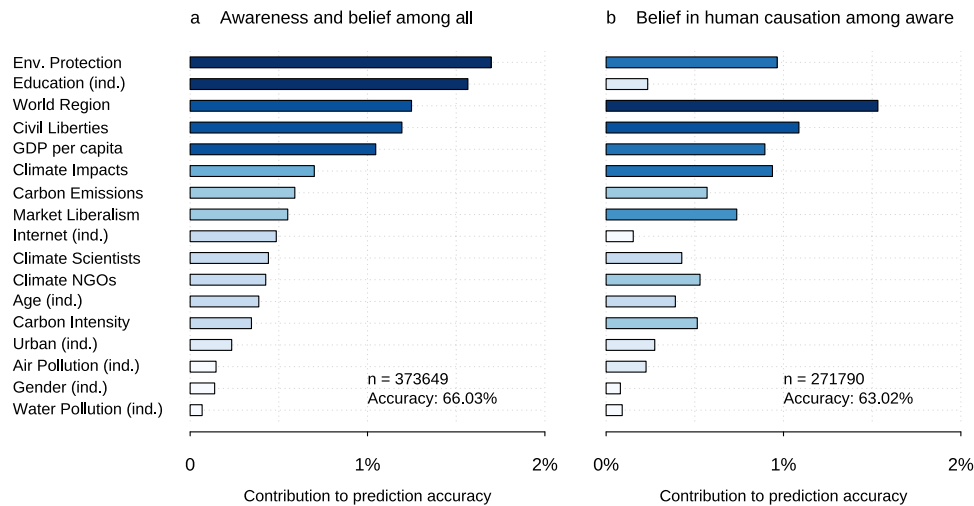 a Awareness and belief among all
b Belief in human causation among aware
Env. Protection
Education (ind.)
World Region
Civil Liberties
GDP per capita
Climate Impacts
Carbon Emissions
Market Liberalism
Internet (ind.)
Climate Scientists
Climate NGOs
Age (ind.)
Carbon Intensity
Urban (ind.)
Air Pollution (ind.)
Gender (ind.)
Water Pollution (ind.)
n = 373649
Accuracy: 66.03%
n = 271790
Accuracy: 63.02%
0 1% 2%
0% 1% 2%
Contribution to prediction accuracy
Contribution to prediction accuracy